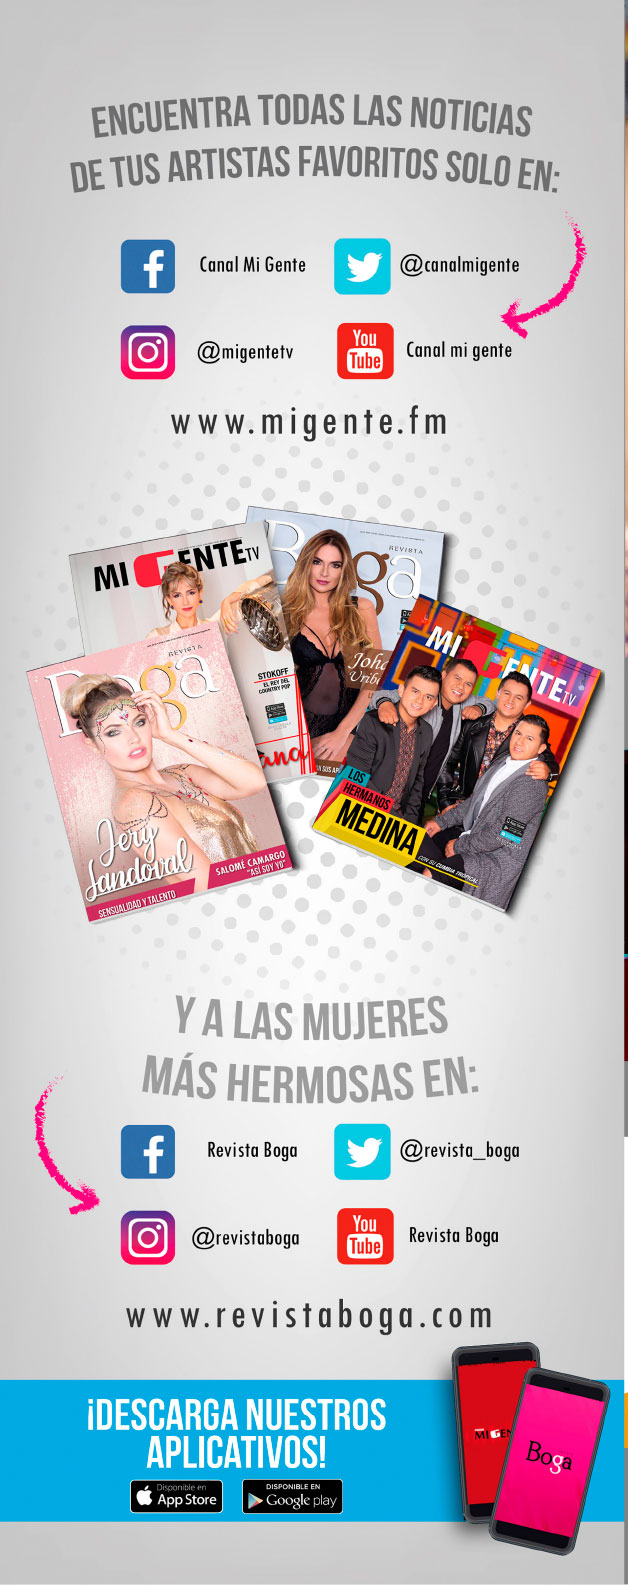 ENCUENTRA TODAS LAS NOTICIAS
DE TUS ARTISTAS FAVORITOS SOLO EN:
Canal Mi Gente
@canalmigente
@migentetv
You
Tube
Canal mi gente
www.migente.fm
MI GENTE TV
STOKOFF
EL REY DEL
COUNTRY POP
Boga
REVISTA
REVISTA
Boga
Jery
Sandoval
SALOMÉ CAMARGO
"ASÍ SOY YO"
SENSUALIDAD Y TALENTO
MI GENTE TV
LOS
HERMANOS
MEDINA
CON SU CUMBIA TROPICAL
Y A LAS MUJERES
MÁS HERMOSAS EN:
Revista Boga
@revista_boga
@revistaboga
You
Tube
Revista Boga
www.revistaboga.com
¡DESCARGA NUESTROS
APLICATIVOS!
Disponible en
App Store
DISPONIBLE EN
Google play
MI GEN
Boga